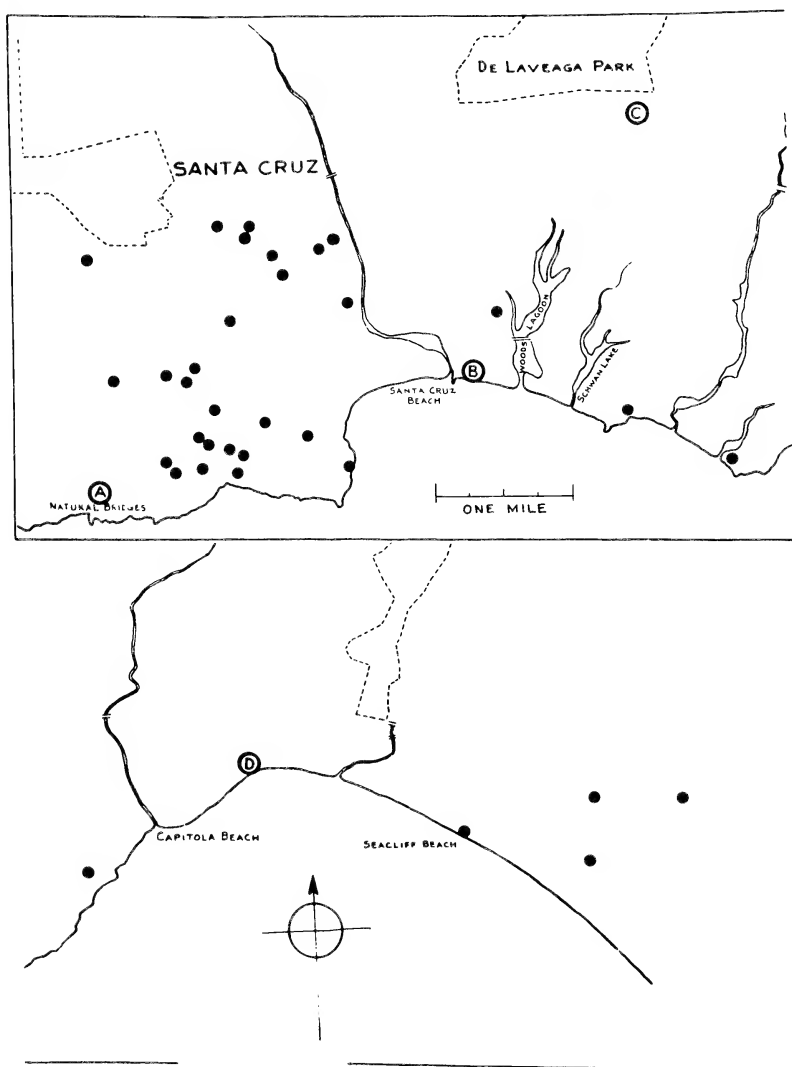 DE LAVEAGA PARK
C
SANTA CRUZ
WOODS LAGOON
SCHWAN LAKE
B
SANTA CRUZ
BEACH
A
NATURAL BRIDGES
ONE MILE
D
CAPITOLA BEACH
SEACLIFF BEACH